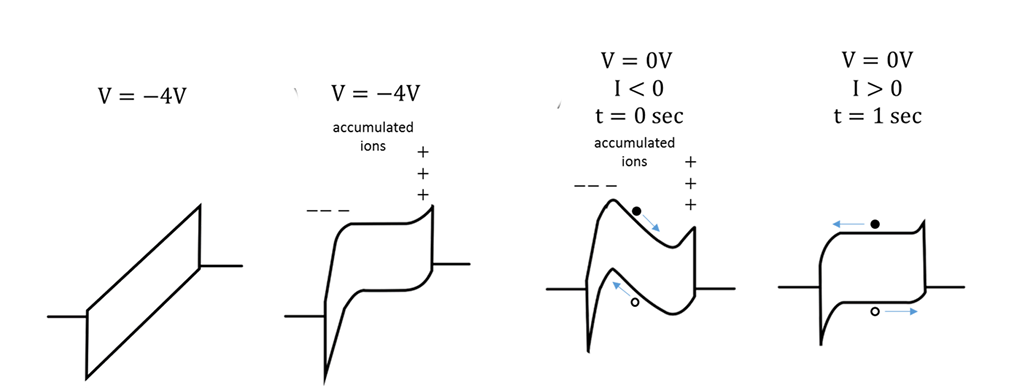 V = −4V
V = −4V
accumulated
ions
+
+
+
−− −
V = 0V
I < 0
t = 0 sec
accumulated
ions
+
+
+
−− −
V = 0V
I > 0
t = 1 sec